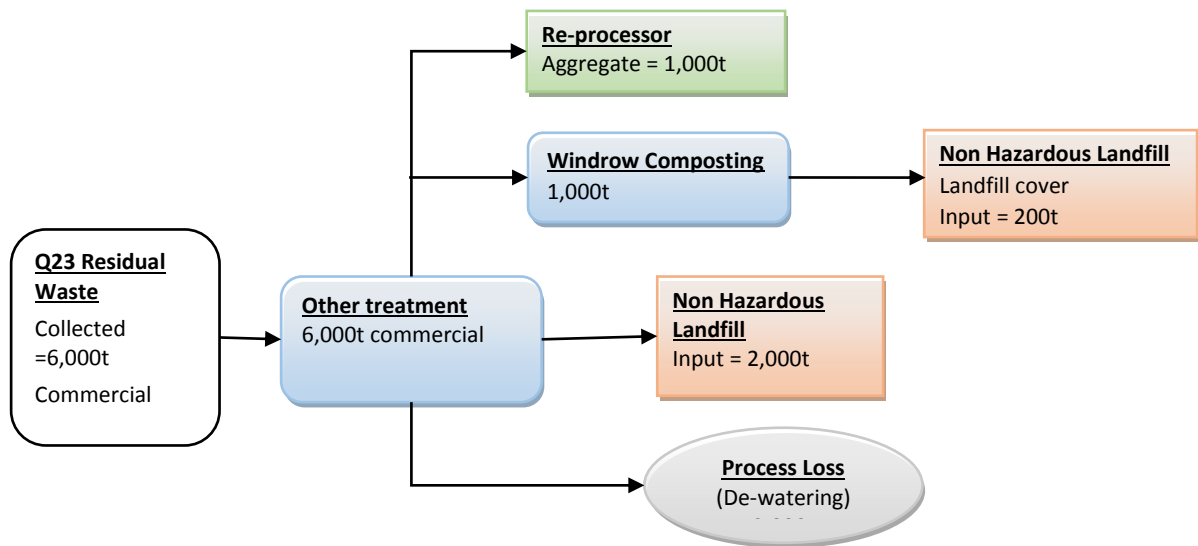 Re-processor
Aggregate = 1,000t
Windrow Composting
1,000t
Non Hazardous Landfill
Landfill cover
Input = 200t
Q23 Residual
Waste
Collected
=6,000t
Commercial
Other treatment
6,000t commercial
Non Hazardous
Landfill
Input = 2,000t
Process Loss
(De-watering)